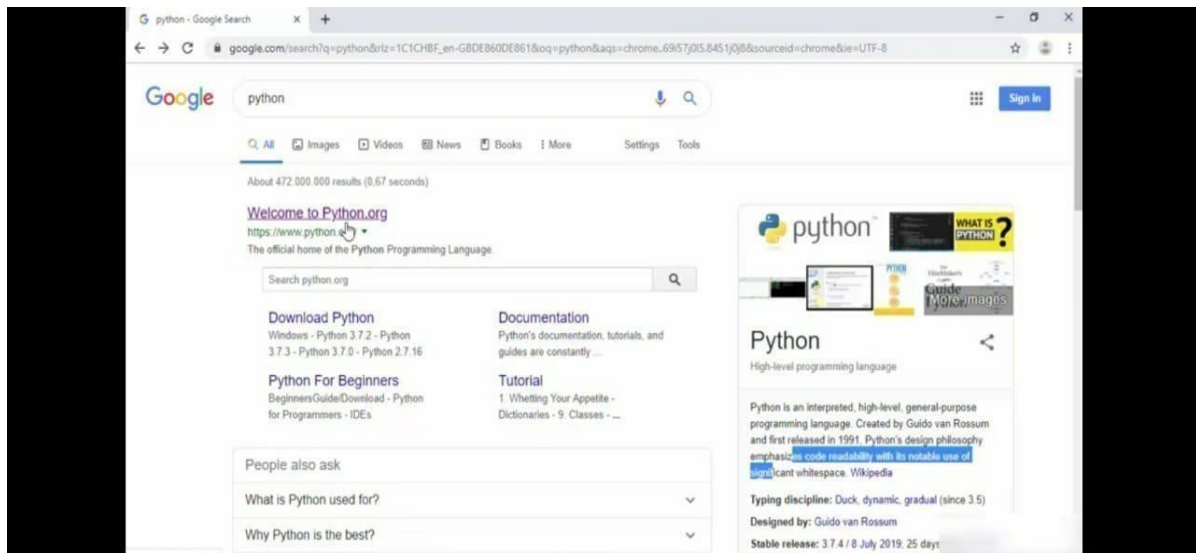 python - Google Search
google.com/search?q=python&rlz=1C1CHBF_en-GBDE860DE861&oq=python&aqs=chrome..69i57j0l5.8451j0j8&sourceid=chrome&ie=UTF-8
Google
python
Sign in
All Images Videos News Books More Settings Tools
About 472.000.000 results (0,67 seconds)
Welcome to Python.org
https://www.python.
The official home of the Python Programming Language.
Search python.org
Download Python
Windows - Python 3.7.2 - Python
3.7.3 - Python 3.7.0 - Python 2.7.16
Documentation
Python's documentation, tutorials, and
guides are constantly ...
Python For Beginners
BeginnersGuide/Download - Python
for Programmers - IDEs
Tutorial
1. Whetting Your Appetite -
Dictionaries - 9. Classes - ...
People also ask
What is Python used for?
Why Python is the best?
python
WHAT IS
PYTHON ?
PYTHON
Guide
More images
Python
High-level programming language
Python is an interpreted, high-level, general-purpose
programming language. Created by Guido van Rossum
and first released in 1991, Python's design philosophy
emphasizes code readability with its notable use of
significant whitespace. Wikipedia
Typing discipline: Duck, dynamic, gradual (since 3.5)
Designed by: Guido van Rossum
Stable release: 3.7.4 / 8 July 2019; 25 days